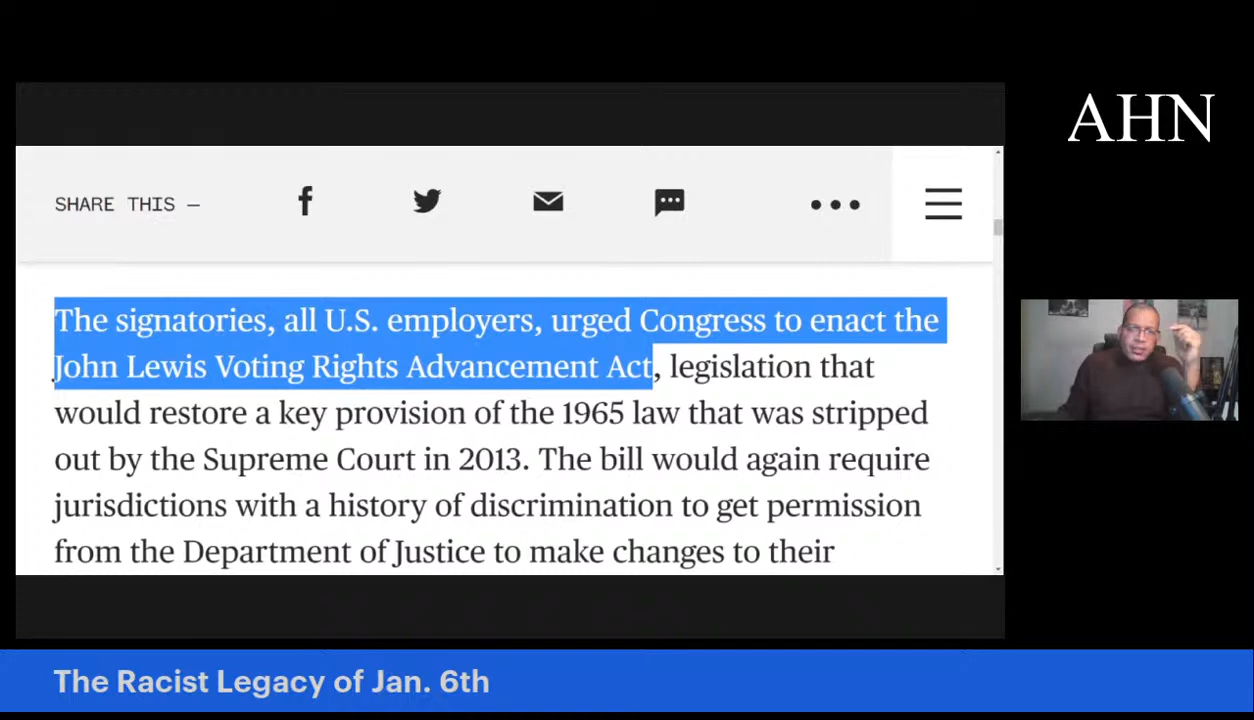 AHN
SHARE THIS —
The signatories, all U.S. employers, urged Congress to enact the
John Lewis Voting Rights Advancement Act, legislation that
would restore a key provision of the 1965 law that was stripped
out by the Supreme Court in 2013. The bill would again require
jurisdictions with a history of discrimination to get permission
from the Department of Justice to make changes to their
The Racist Legacy of Jan. 6th